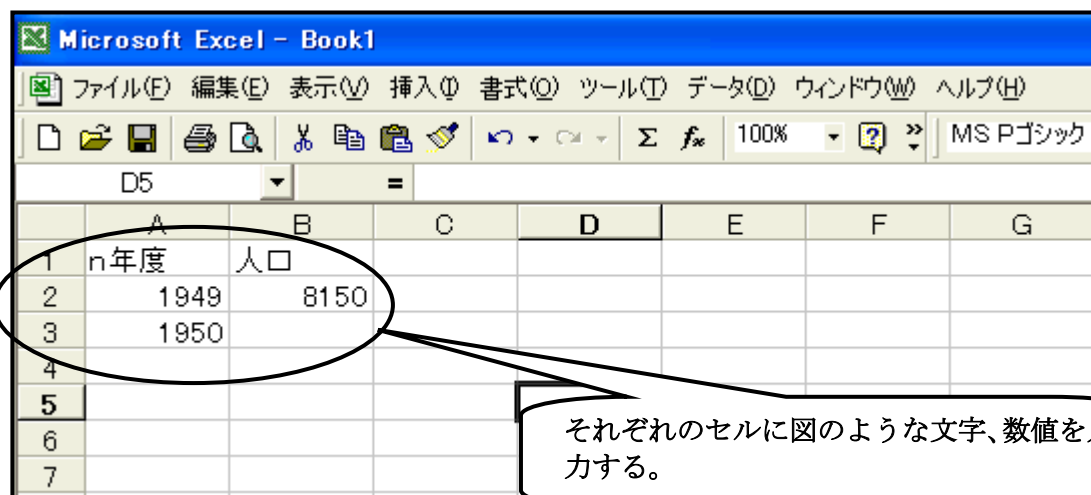 Microsoft Excel - Book1
ファイル(F) 編集(E) 表示(V) 挿入(I) 書式(O) ツール(T) データ(D) ウィンドウ(W) ヘルプ(H)
Σ fx 100% MS Pゴシック
D5 =
A B C D E F G
1 n年度 人口
2 1949 8150
3 1950
4
5
6
7
それぞれのセルに図のような文字、数値を入
力する。